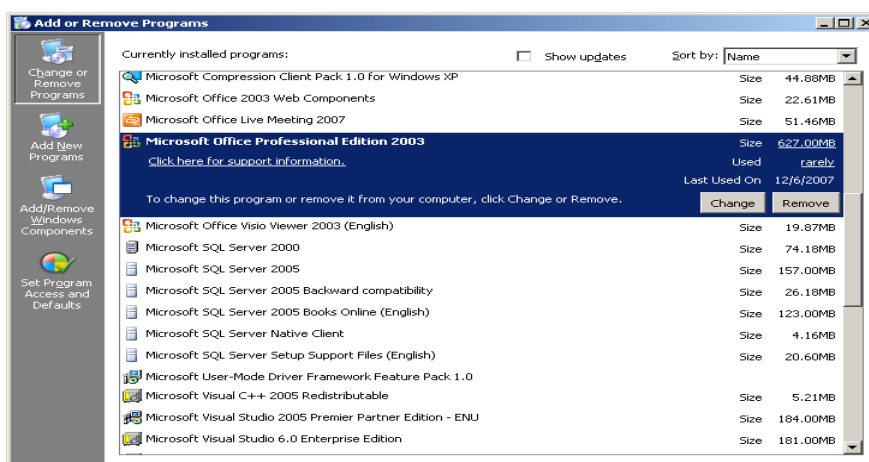 Add or Remove Programs
Change or
Remove
Programs
Add New
Programs
Add/Remove
Windows
Components
Set Program
Access and
Defaults
Currently installed programs:
Show updates
Sort by: Name
Microsoft Compression Client Pack 1.0 for Windows XP Size 44.88MB
Microsoft Office 2003 Web Components Size 22.61MB
Microsoft Office Live Meeting 2007 Size 51.46MB
Microsoft Office Professional Edition 2003 Size 627.00MB
Click here for support information. Used rarely
Last Used On 12/6/2007
To change this program or remove it from your computer, click Change or Remove. Change Remove
Microsoft Office Visio Viewer 2003 (English) Size 19.87MB
Microsoft SQL Server 2000 Size 74.18MB
Microsoft SQL Server 2005 Size 157.00MB
Microsoft SQL Server 2005 Backward compatibility Size 26.18MB
Microsoft SQL Server 2005 Books Online (English) Size 123.00MB
Microsoft SQL Server Native Client Size 4.16MB
Microsoft SQL Server Setup Support Files (English) Size 20.60MB
Microsoft User-Mode Driver Framework Feature Pack 1.0
Microsoft Visual C++ 2005 Redistributable Size 5.21MB
Microsoft Visual Studio 2005 Premier Partner Edition - ENU Size 184.00MB
Microsoft Visual Studio 6.0 Enterprise Edition Size 181.00MB